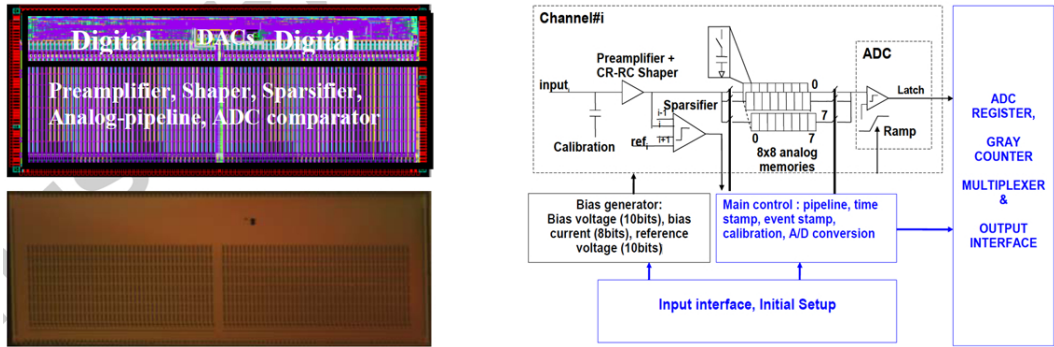 Digital DACs Digital
Preamplifier, Shaper, Sparsifier,
Analog-pipeline, ADC comparator
Channel#i
Preamplifier +
CR-RC Shaper
input
Calibration
Sparsifier
i-1
i
i+1
ref
0
7
0 7
8x8 analog
memories
ADC
Latch
Ramp
Bias generator:
Bias voltage (10bits), bias
current (8bits), reference
voltage (10bits)
Main control : pipeline, time
stamp, event stamp,
calibration, A/D conversion
Input interface, Initial Setup
ADC
REGISTER,
GRAY
COUNTER
MULTIPLEXER
&
OUTPUT
INTERFACE